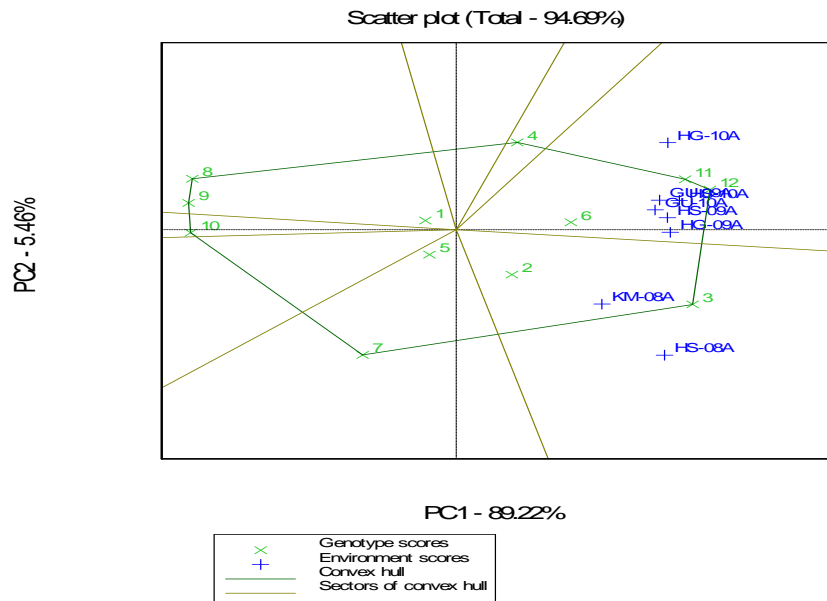 Scatter plot (Total - 94.69%)
4
HG-10A
8
11
12
9
GU-09A
GU-10A
1
6
HS-09A
10
HG-09A
5
2
KM-08A
3
7
HS-08A
PC2 - 5.46%
PC1 - 89.22%
Genotype scores
Environment scores
Convex hull
Sectors of convex hull